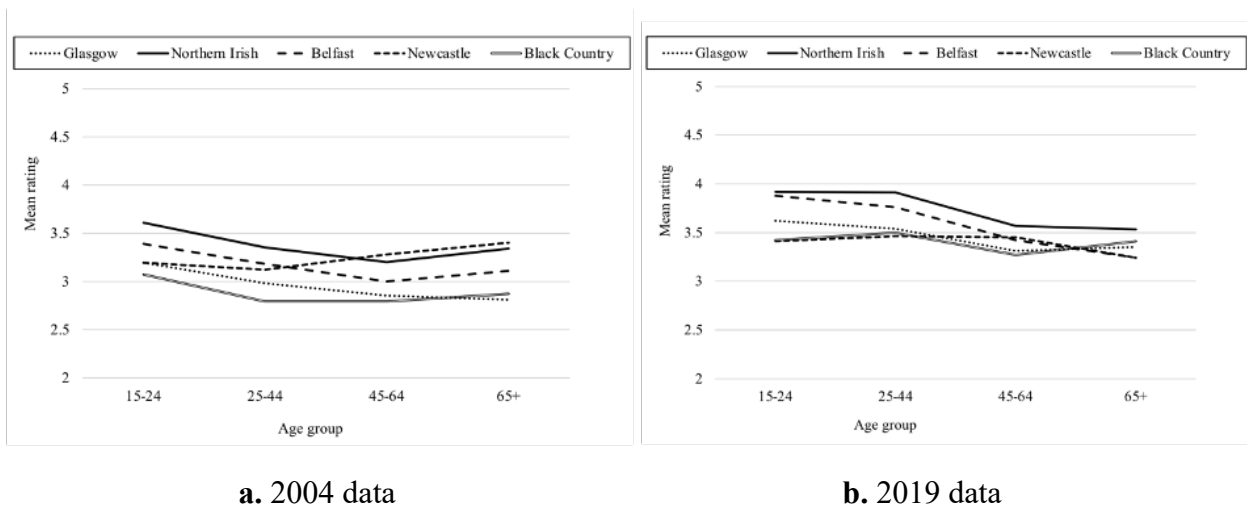 Glasgow Northern Irish Belfast Newcastle Black Country
5
4.5
4
3.5
3
2.5
2
Mean rating
15-24 25-44 45-64 65+
Age group
Glasgow Northern Irish Belfast Newcastle Black Country
5
4.5
4
3.5
3
2.5
2
Mean rating
15-24 25-44 45-64 65+
Age group
a. 2004 data
b. 2019 data